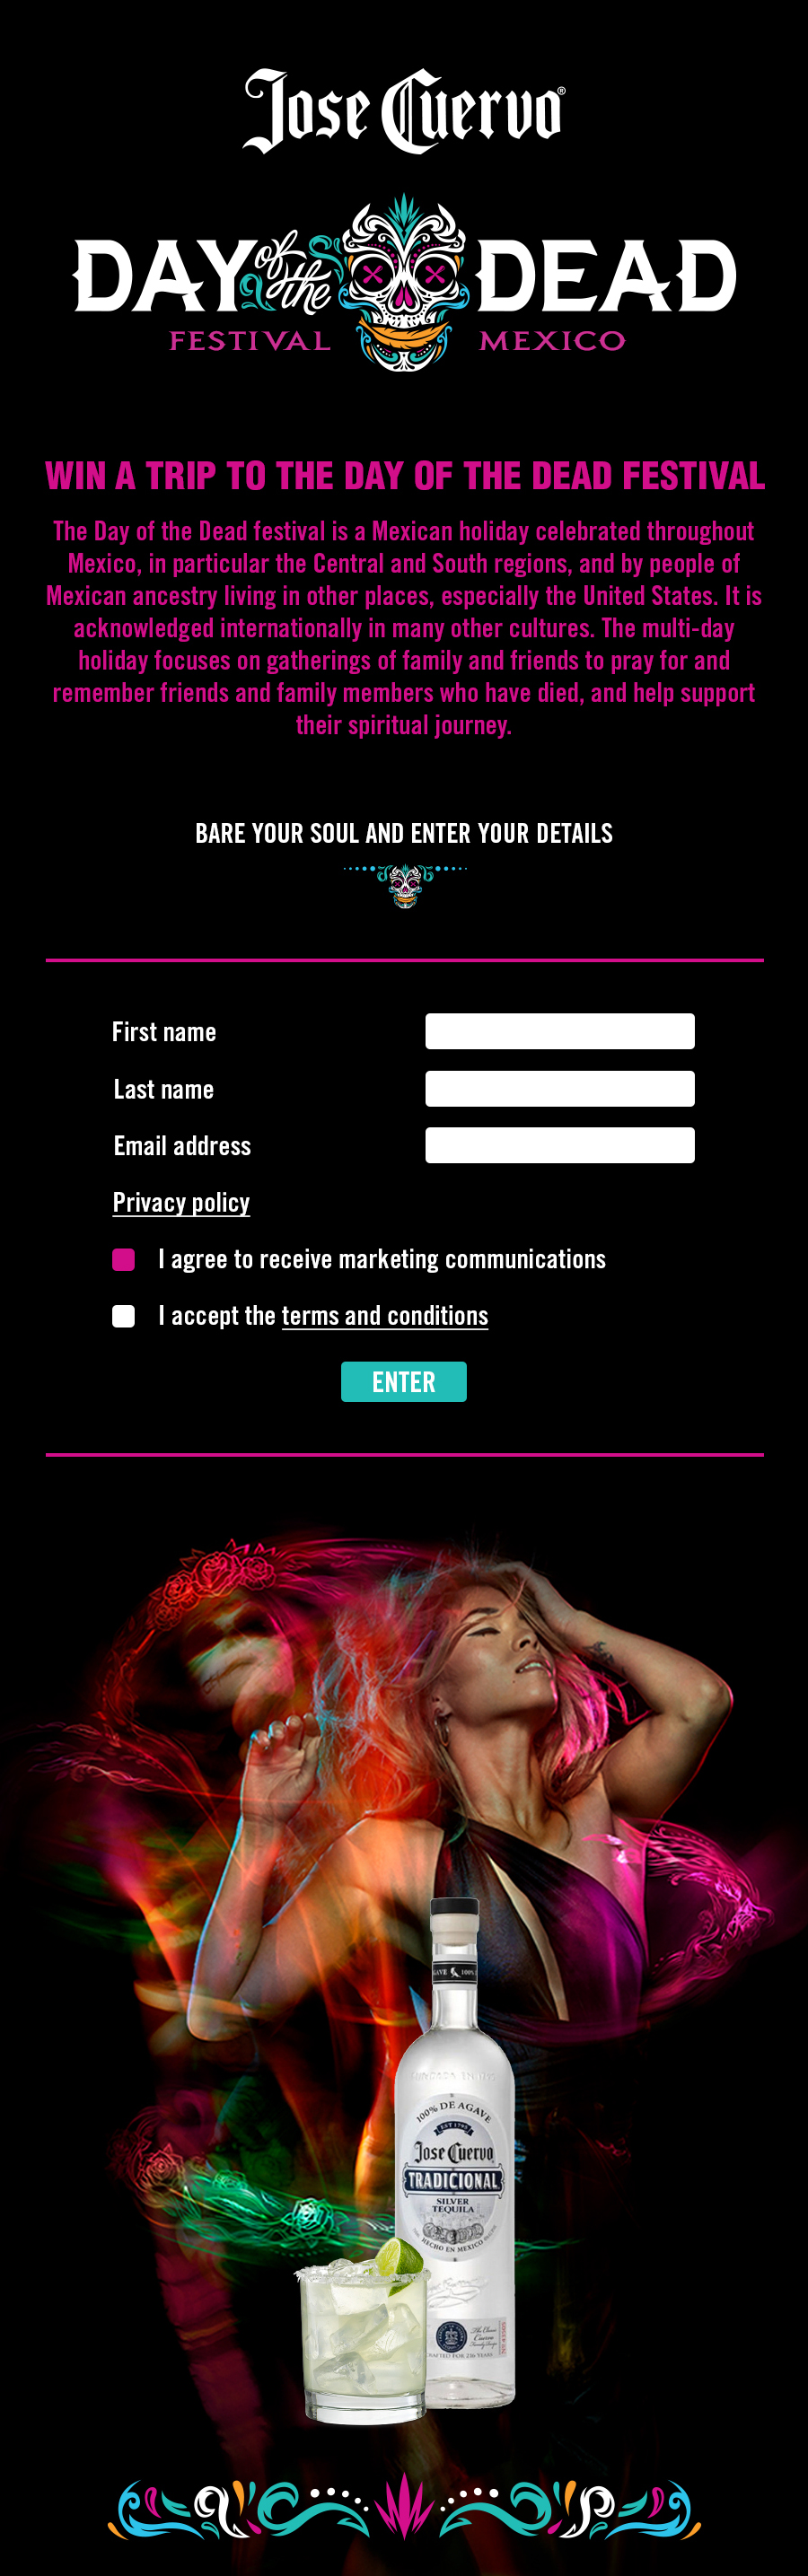 Jose Cuervo®
DAY of the DEAD
FESTIVAL MEXICO
WIN A TRIP TO THE DAY OF THE DEAD FESTIVAL
The Day of the Dead festival is a Mexican holiday celebrated throughout
Mexico, in particular the Central and South regions, and by people of
Mexican ancestry living in other places, especially the United States. It is
acknowledged internationally in many other cultures. The multi-day
holiday focuses on gatherings of family and friends to pray for and
remember friends and family members who have died, and help support
their spiritual journey.
BARE YOUR SOUL AND ENTER YOUR DETAILS
First name
Last name
Email address
Privacy policy
I agree to receive marketing communications
I accept the terms and conditions
ENTER
100%
100% DE AGAVE
Jose Cuervo
TRADICIONAL
SILVER
TEQUILA
HECHO EN MEXICO